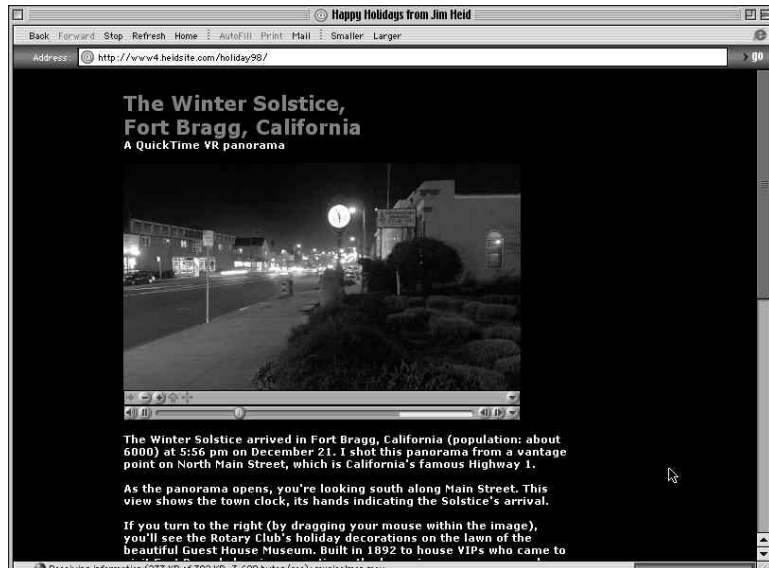 Happy Holidays from Jim Heid
Back Forward Stop Refresh Home AutoFill Print Mail Smaller Larger
Address: http://www4.heidsite.com/holiday98/ go
The Winter Solstice,
Fort Bragg, California
A QuickTime VR panorama
The Winter Solstice arrived in Fort Bragg, California (population: about
6000) at 5:56 pm on December 21. I shot this panorama from a vantage
point on North Main Street, which is California's famous Highway 1.
As the panorama opens, you're looking south along Main Street. This
view shows the town clock, its hands indicating the Solstice's arrival.
If you turn to the right (by dragging your mouse within the image),
you'll see the Rotary Club's holiday decorations on the lawn of the
beautiful Guest House Museum. Built in 1892 to house VIPs who came to